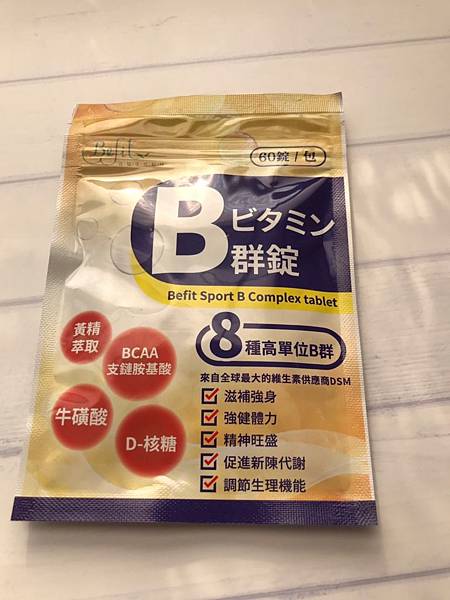 Befit
60錠/包
Bビタミン
群錠
Befit Sport B Complex tablet
8種高單位B群
來自全球最大的維生素供應商DSM
滋補強身
強健體力
精神旺盛
促進新陳代謝
調節生理機能
黃精
萃取
BCAA
支鏈胺基酸
牛磺酸
D-核糖